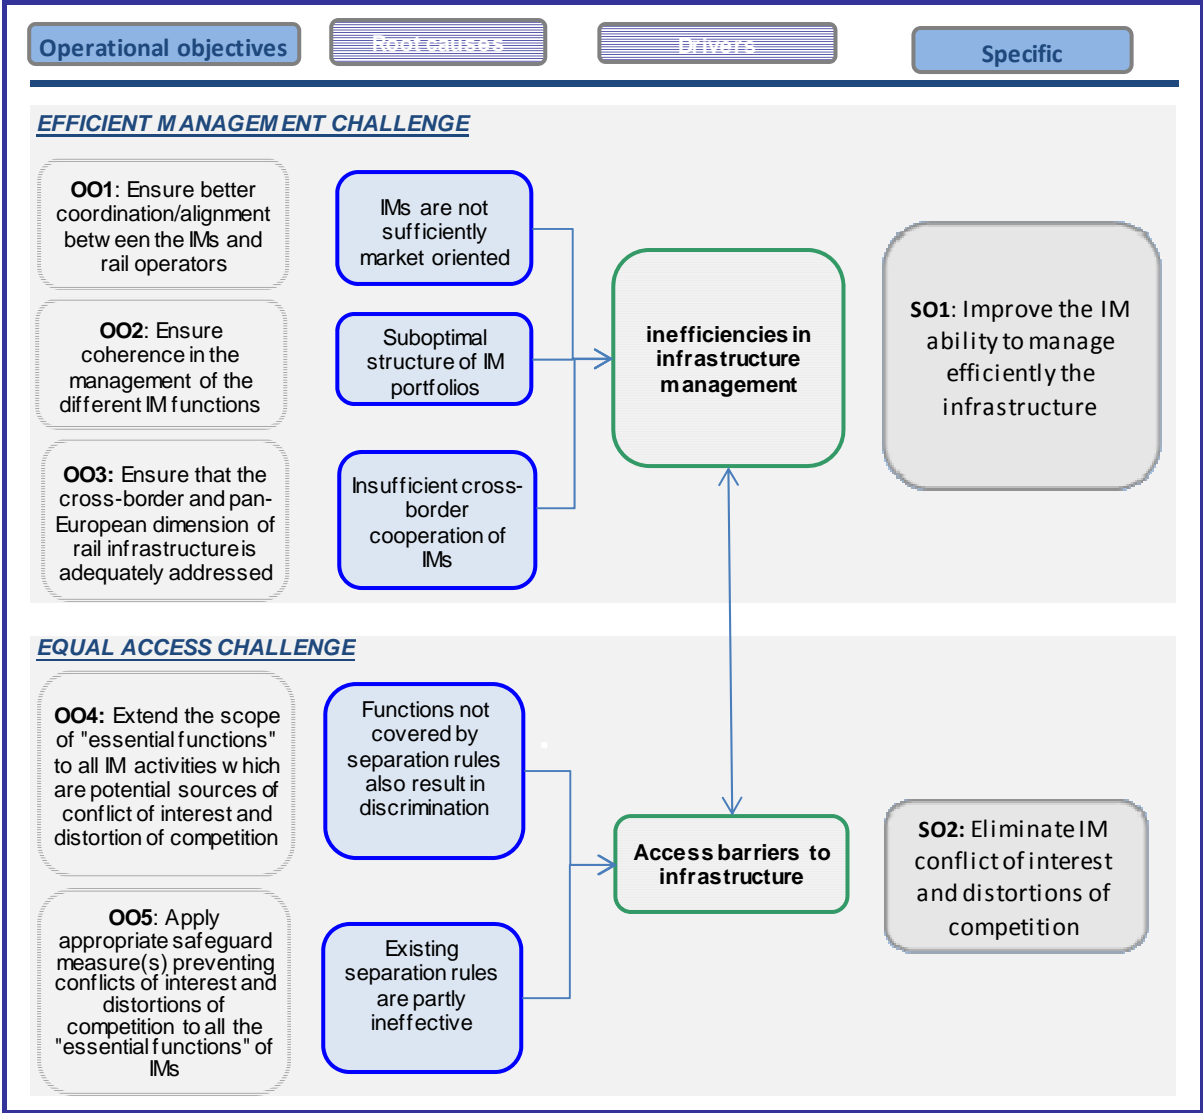 Operational objectives
Root causes
Drivers
Specific
EFFICIENT MANAGEMENT CHALLENGE
OO1: Ensure better
coordination/alignment
between the IMs and
rail operators
IMs are not
sufficiently
market oriented
OO2: Ensure
coherence in the
management of the
different IM functions
Suboptimal
structure of IM
portfolios
inefficiencies in
infrastructure
management
SO1: Improve the IM
ability to manage
efficiently the
infrastructure
OO3: Ensure that the
cross-border and pan-
European dimension of
rail infrastructure is
adequately addressed
Insufficient cross-
border
cooperation of
IMs
EQUAL ACCESS CHALLENGE
OO4: Extend the scope
of "essential functions"
to all IM activities which
are potential sources of
conflict of interest and
distortion of competition
Functions not
covered by
separation rules
also result in
discrimination
Access barriers to
infrastructure
SO2: Eliminate IM
conflict of interest
and distortions of
competition
OO5: Apply
appropriate safeguard
measure(s) preventing
conflicts of interest and
distortions of
competition to all the
"essential functions" of
IMs
Existing
separation rules
are partly
ineffective